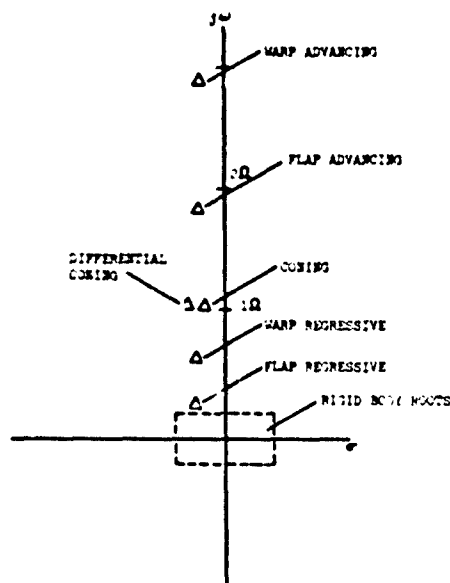 jω
WARP ADVANCING
FLAP ADVANCING
2Ω
DIFFERENTIAL
CONING
CONING
1Ω
WARP REGRESSIVE
FLAP REGRESSIVE
RIGID BODY ROOTS
σ